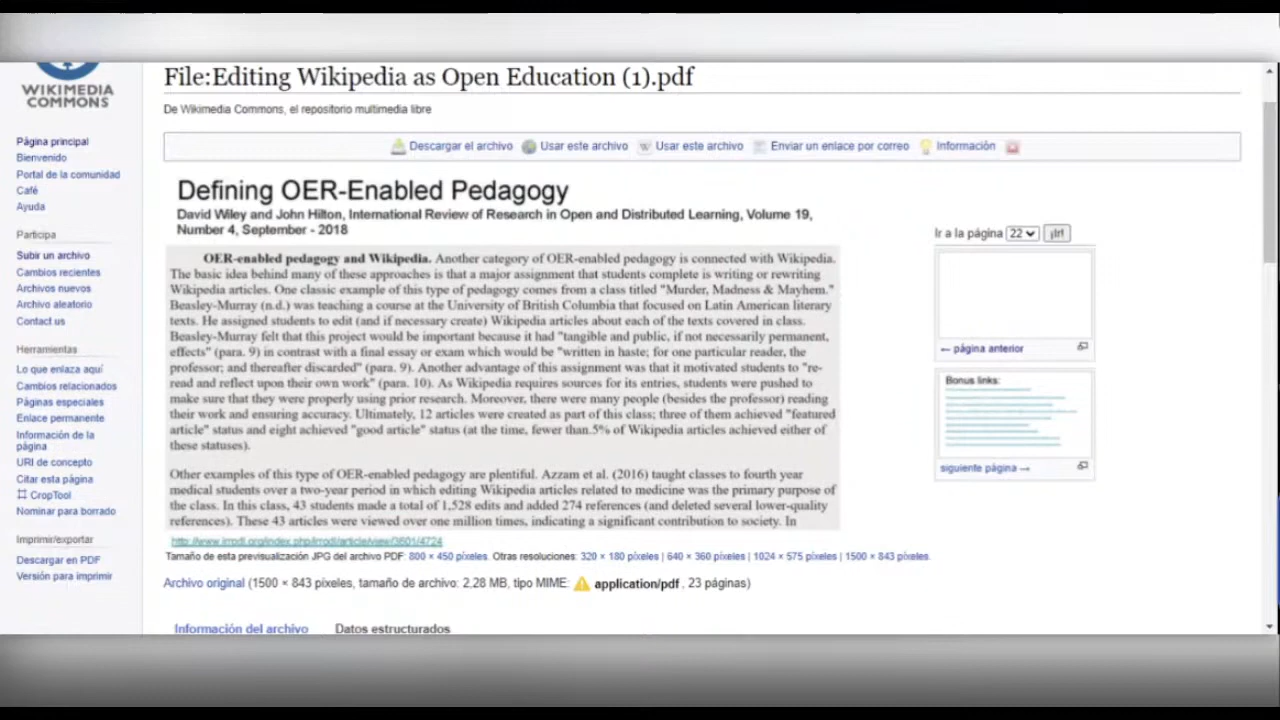 WIKIMEDIA
COMMONS
Página principal
Bienvenido
Portal de la comunidad
Café
Ayuda
Participa
Subir un archivo
Cambios recientes
Archivos nuevos
Archivo aleatorio
Contact us
Herramientas
Lo que enlaza aquí
Cambios relacionados
Páginas especiales
Enlace permanente
Información de la
página
URI de concepto
Citar esta página
CropTool
Nominar para borrado
Imprimir/exportar
Descargar en PDF
Versión para imprimir
File:Editing Wikipedia as Open Education (1).pdf
De Wikimedia Commons, el repositorio multimedia libre
Descargar el archivo Usar este archivo W Usar este archivo Enviar un enlace por correo Información
Defining OER-Enabled Pedagogy
David Wiley and John Hilton, International Review of Research in Open and Distributed Learning, Volume 19,
Number 4, September - 2018
OER-enabled pedagogy and Wikipedia. Another category of OER-enabled pedagogy is connected with Wikipedia.
The basic idea behind many of these approaches is that a major assignment that students complete is writing or rewriting
Wikipedia articles. One classic example of this type of pedagogy comes from a class titled "Murder, Madness & Mayhem."
Beasley-Murray (n.d.) was teaching a course at the University of British Columbia that focused on Latin American literary
texts. He assigned students to edit (and if necessary create) Wikipedia articles about each of the texts covered in class.
Beasley-Murray felt that this project would be important because it had "tangible and public, if not necessarily permanent,
effects" (para. 9) in contrast with a final essay or exam which would be "written in haste; for one particular reader, the
professor; and thereafter discarded" (para. 9). Another advantage of this assignment was that it motivated students to "re-
read and reflect upon their own work" (para. 10). As Wikipedia requires sources for its entries, students were pushed to
make sure that they were properly using prior research. Moreover, there were many people (besides the professor) reading
their work and ensuring accuracy. Ultimately, 12 articles were created as part of this class; three of them achieved "featured
article" status and eight achieved "good article" status (at the time, fewer than.5% of Wikipedia articles achieved either of
these statuses).
Other examples of this type of OER-enabled pedagogy are plentiful. Azzam et al. (2016) taught classes to fourth year
medical students over a two-year period in which editing Wikipedia articles related to medicine was the primary purpose of
the class. In this class, 43 students made a total of 1,528 edits and added 274 references (and deleted several lower-quality
references). These 43 articles were viewed over one million times, indicating a significant contribution to society. In
http://www.irrodl.org/index.php/irrodl/article/view/3601/4724
Tamaño de esta previsualización JPG del archivo PDF: 800 × 450 píxeles. Otras resoluciones: 320 × 180 píxeles | 640 × 360 píxeles | 1024 × 575 píxeles | 1500 × 843 píxeles.
Archivo original (1500 × 843 píxeles, tamaño de archivo: 2,28 MB, tipo MIME: application/pdf, 23 páginas)
Información del archivo Datos estructurados
Ir a la página 22 ¡Ir!
← página anterior
Bonus links:
siguiente página →